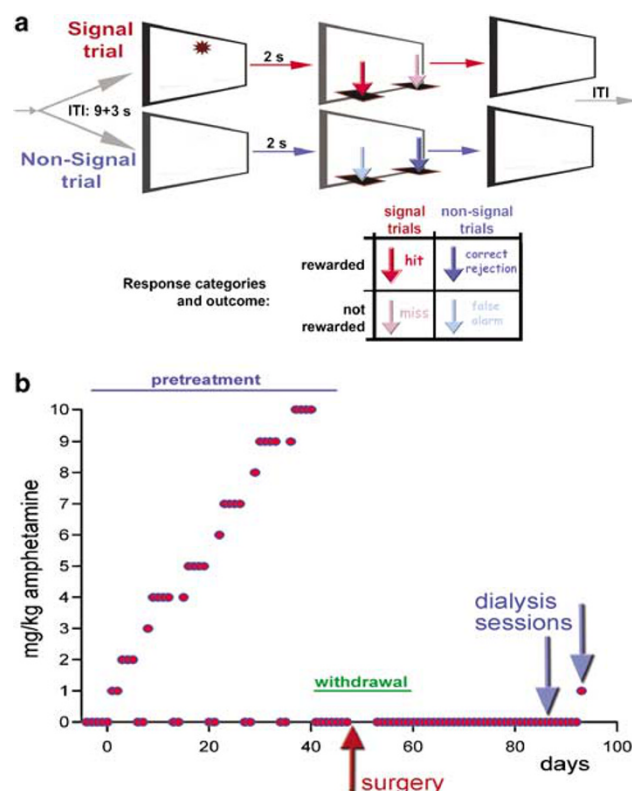 a
Signal
trial
2 s
ITI: 9+3 s
ITI
Non-Signal
trial
2 s
signal
trials
non-signal
trials
Response categories
and outcome:
rewarded
hit
correct
rejection
not
rewarded
miss
false
alarm
b
pretreatment
mg/kg amphetamine
10
9
8
7
6
5
4
3
2
1
0
dialysis
sessions
withdrawal
0
20
40
60
80
100
days
surgery